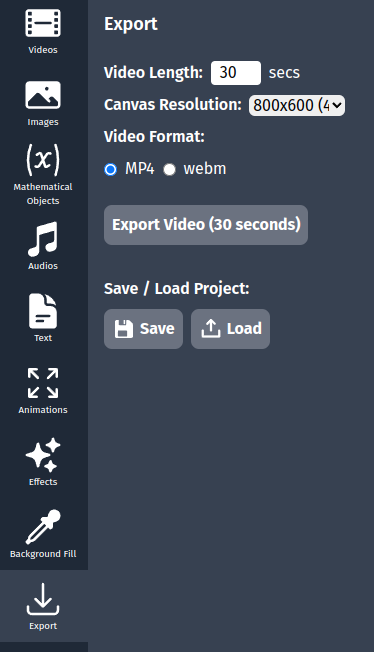 Videos
Images
Mathematical
Objects
Audios
Text
Animations
Effects
Background Fill
Export
Export
Video Length: 30 secs
Canvas Resolution: 800x600 (4
Video Format:
MP4 webm
Export Video (30 seconds)
Save / Load Project:
Save Load